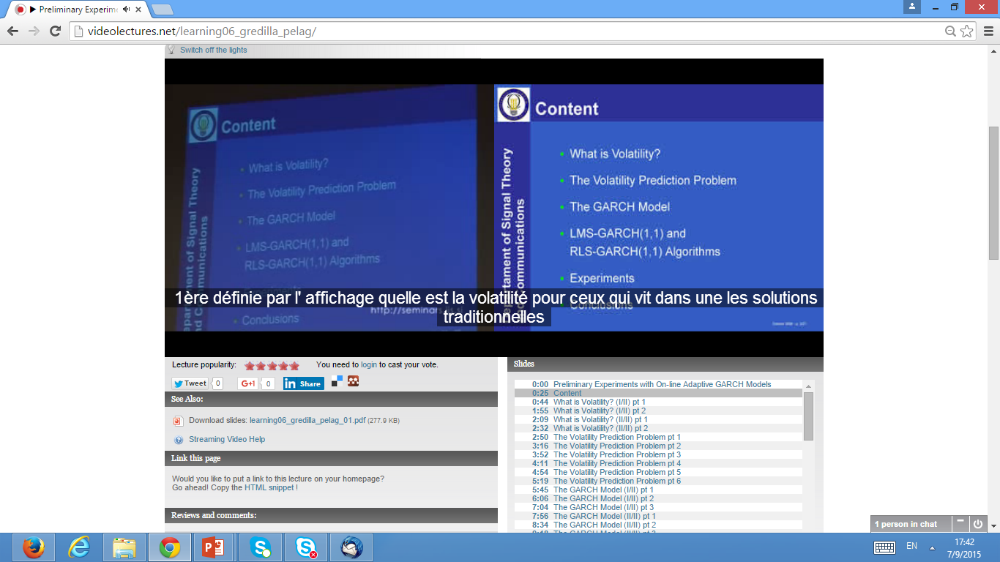 ▶ Preliminary Experim
videolectures.net/learning06_gredilla_pelag/
Switch off the lights
Content
What is Volatility?
The Volatility Prediction Problem
The GARCH Model
LMS-GARCH(1,1) and
RLS-GARCH(1,1) Algorithms
Conclusions
Content
What is Volatility?
The Volatility Prediction Problem
The GARCH Model
LMS-GARCH(1,1) and
RLS-GARCH(1,1) Algorithms
Experiments
Conclusions
1ère définie par l' affichage quelle est la volatilité pour ceux qui vit dans une les solutions
traditionnelles
Lecture popularity:
You need to login to cast your vote.
Tweet 0
G+1 0
in Share
See Also:
Download slides: learning06_gredilla_pelag_01.pdf (277.9 KB)
Streaming Video Help
Link this page
Would you like to put a link to this lecture on your homepage?
Go ahead! Copy the HTML snippet !
Reviews and comments:
Slides
0:00 Preliminary Experiments with On-line Adaptive GARCH Models
0:25 Content
0:44 What is Volatility? (I/II) pt 1
1:55 What is Volatility? (I/II) pt 2
2:09 What is Volatility? (II/II) pt 1
2:32 What is Volatility? (II/II) pt 2
2:50 The Volatility Prediction Problem pt 1
3:16 The Volatility Prediction Problem pt 2
3:52 The Volatility Prediction Problem pt 3
4:11 The Volatility Prediction Problem pt 4
4:54 The Volatility Prediction Problem pt 5
5:19 The Volatility Prediction Problem pt 6
5:45 The GARCH Model (I/II) pt 1
6:06 The GARCH Model (I/II) pt 2
7:04 The GARCH Model (I/II) pt 3
7:56 The GARCH Model (II/II) pt 1
8:34 The GARCH Model (II/II) pt 2
1 person in chat
EN
17:42
7/9/2015